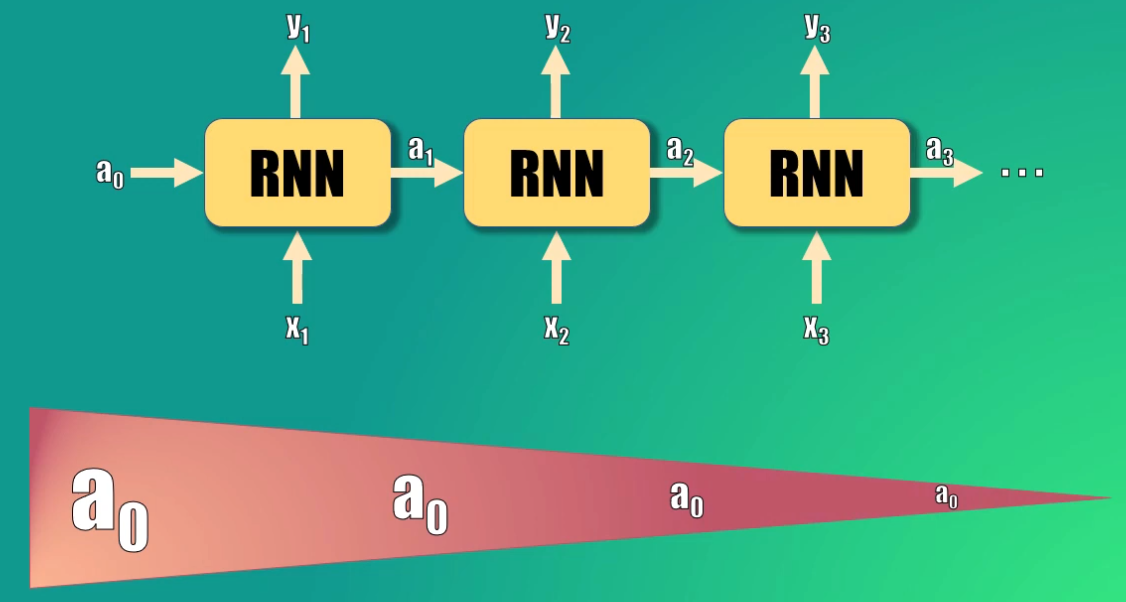 y₁ y₂ y₃
a₀ RNN a₁ RNN a₂ RNN a₃ ...
x₁ x₂ x₃
a₀ a₀ a₀ a₀